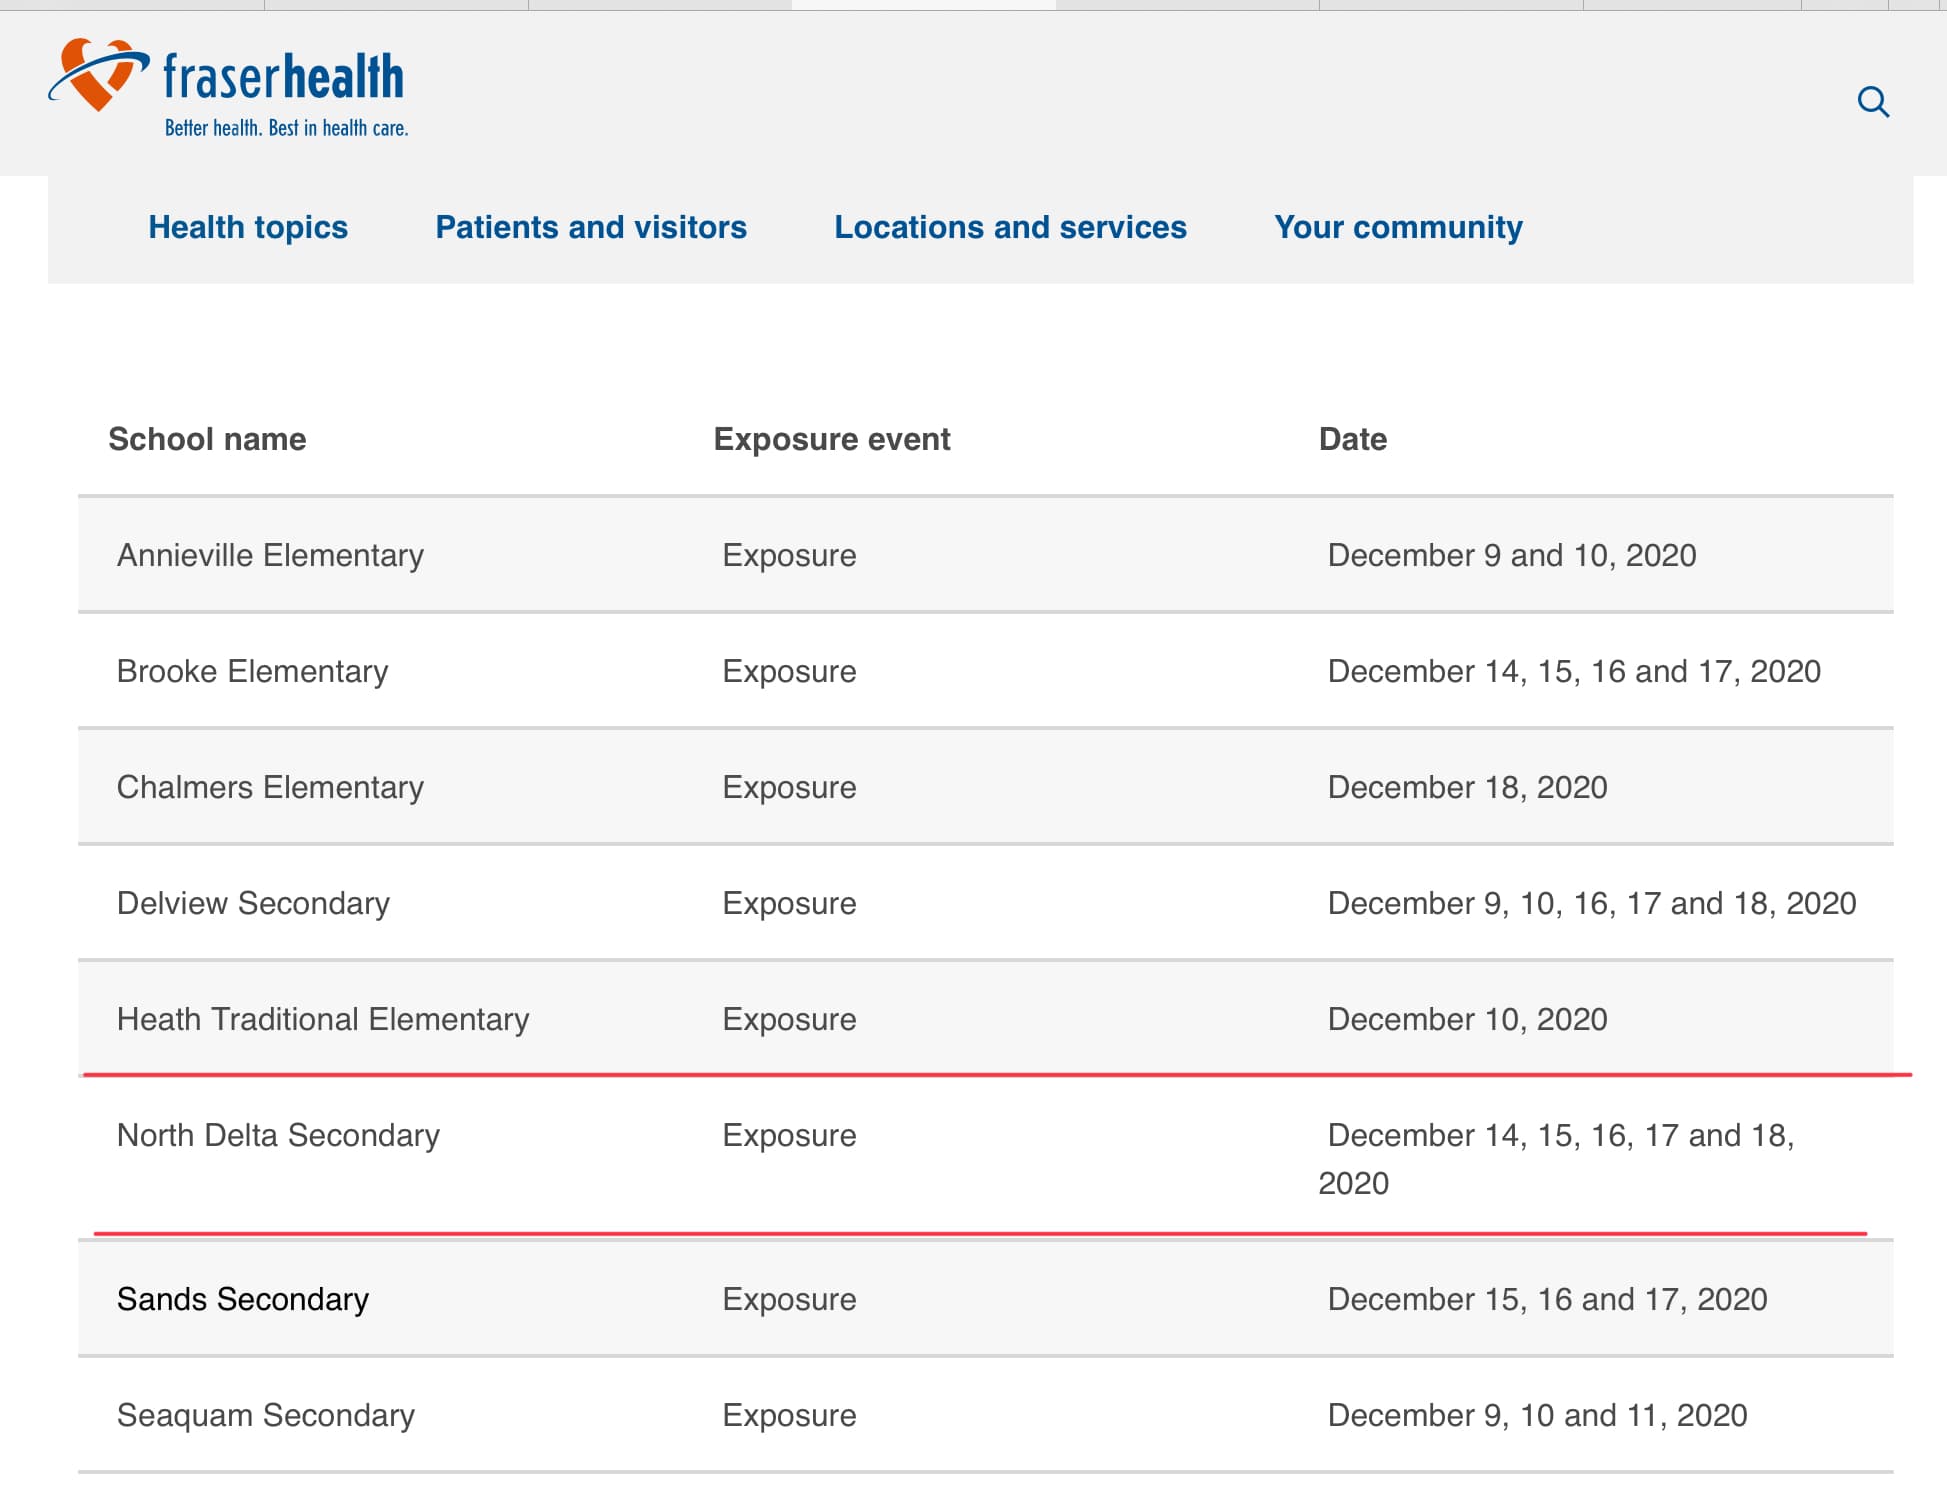 fraserhealth
Better health. Best in health care.
Health topics Patients and visitors Locations and services Your community
School name Exposure event Date
Annieville Elementary Exposure December 9 and 10, 2020
Brooke Elementary Exposure December 14, 15, 16 and 17, 2020
Chalmers Elementary Exposure December 18, 2020
Delview Secondary Exposure December 9, 10, 16, 17 and 18, 2020
Heath Traditional Elementary Exposure December 10, 2020
North Delta Secondary Exposure December 14, 15, 16, 17 and 18,
2020
Sands Secondary Exposure December 15, 16 and 17, 2020
Seaquam Secondary Exposure December 9, 10 and 11, 2020